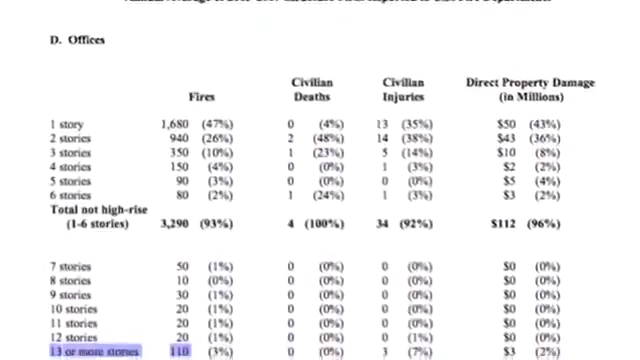 D. Offices
Fires Civilian Deaths Civilian Injuries Direct Property Damage (in Millions)
1 story 1,680 (47%) 0 (4%) 13 (35%) $50 (43%)
2 stories 940 (26%) 2 (48%) 14 (38%) $43 (36%)
3 stories 350 (10%) 1 (23%) 5 (14%) $10 (8%)
4 stories 150 (4%) 0 (0%) 1 (3%) $2 (2%)
5 stories 90 (3%) 0 (0%) 0 (0%) $5 (4%)
6 stories 80 (2%) 1 (24%) 1 (3%) $3 (2%)
Total not high-rise
(1-6 stories) 3,290 (93%) 4 (100%) 34 (92%) $112 (96%)
7 stories 50 (1%) 0 (0%) 0 (0%) $0 (0%)
8 stories 10 (0%) 0 (0%) 0 (0%) $0 (0%)
9 stories 30 (1%) 0 (0%) 0 (0%) $0 (0%)
10 stories 20 (1%) 0 (0%) 0 (0%) $0 (0%)
11 stories 20 (1%) 0 (0%) 0 (0%) $0 (0%)
12 stories 20 (1%) 0 (0%) 0 (1%) $0 (0%)
13 or more stories 110 (3%) 0 (0%) 3 (7%) $3 (2%)